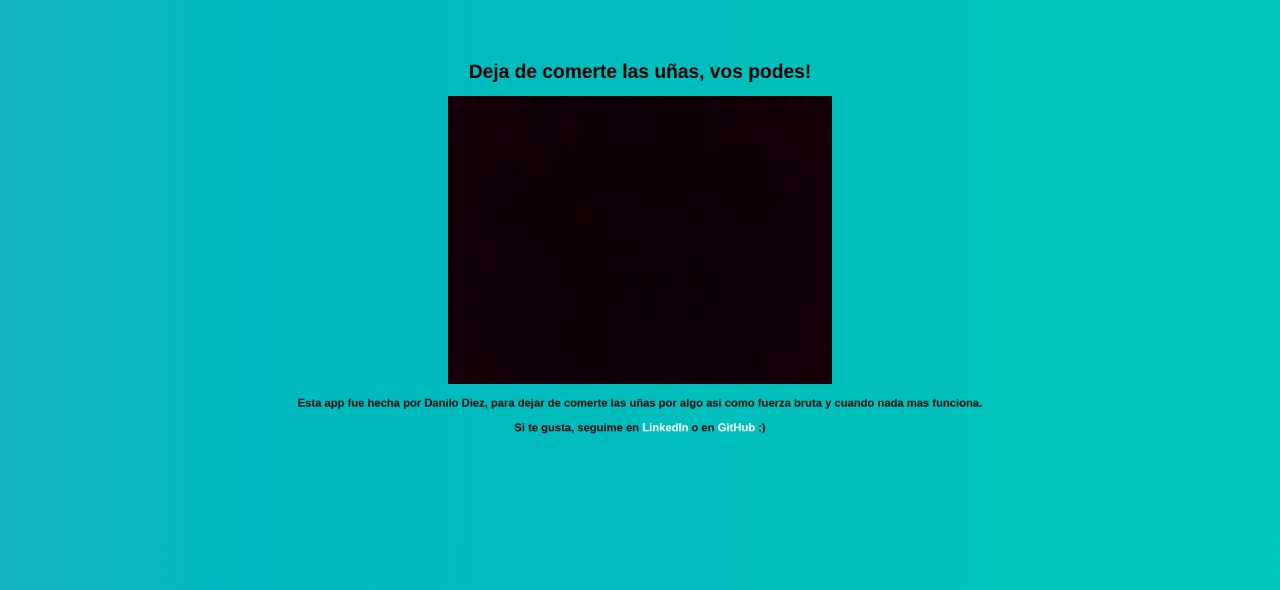 Deja de comerte las uñas, vos podes!
Esta app fue hecha por Danilo Diez, para dejar de comerte las uñas por algo asi como fuerza bruta y cuando nada mas funciona.
Si te gusta, seguime en LinkedIn o en GitHub :)